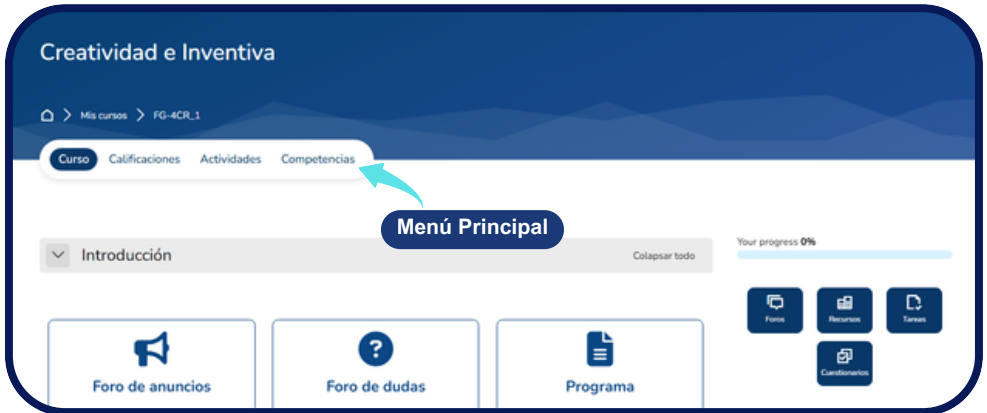 Creatividad e Inventiva
Mis cursos > FG-4CR_1
Curso Calificaciones Actividades Competencias
Menú Principal
Introducción
Colapsar todo
Your progress 0%
Foros Recursos Tareas
Cuestionarios
Foro de anuncios
Foro de dudas
Programa